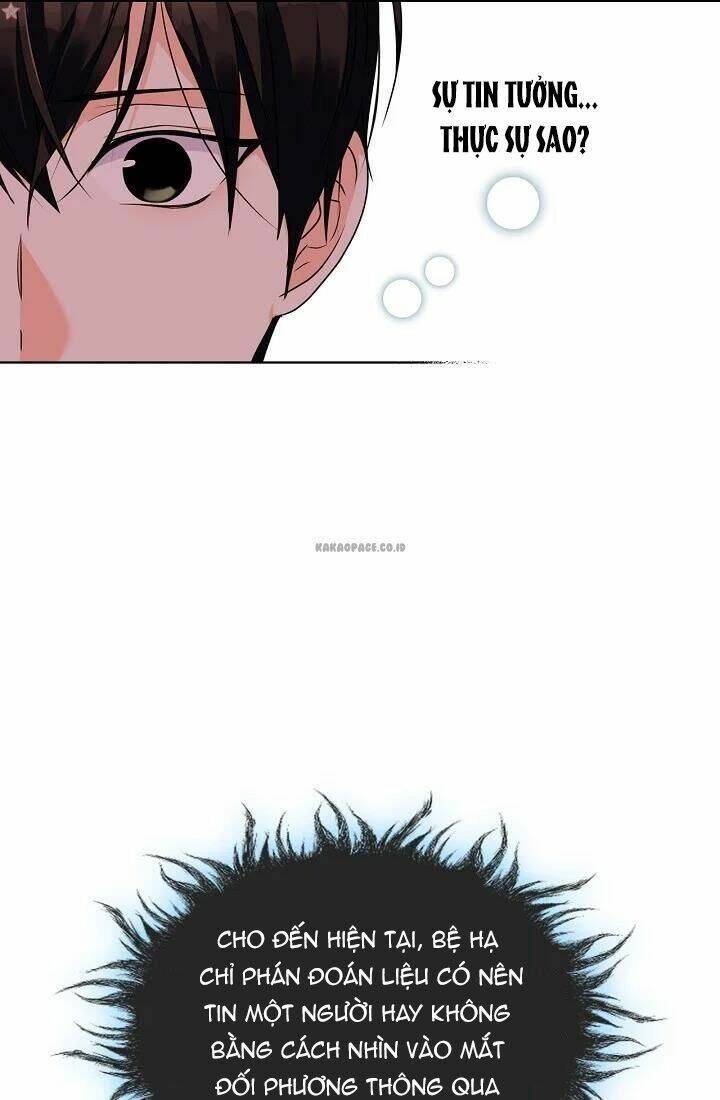 SỰ TIN TƯỞNG...
THỰC SỰ SAO?
KAKAOPAGE.CO.ID
CHO ĐẾN HIỆN TẠI, BỆ HẠ
CHỈ PHÁN ĐOÁN LIỆU CÓ NÊN
TIN MỘT NGƯỜI HAY KHÔNG
BẰNG CÁCH NHÌN VÀO MẮT
ĐỐI PHƯƠNG THÔNG QUA